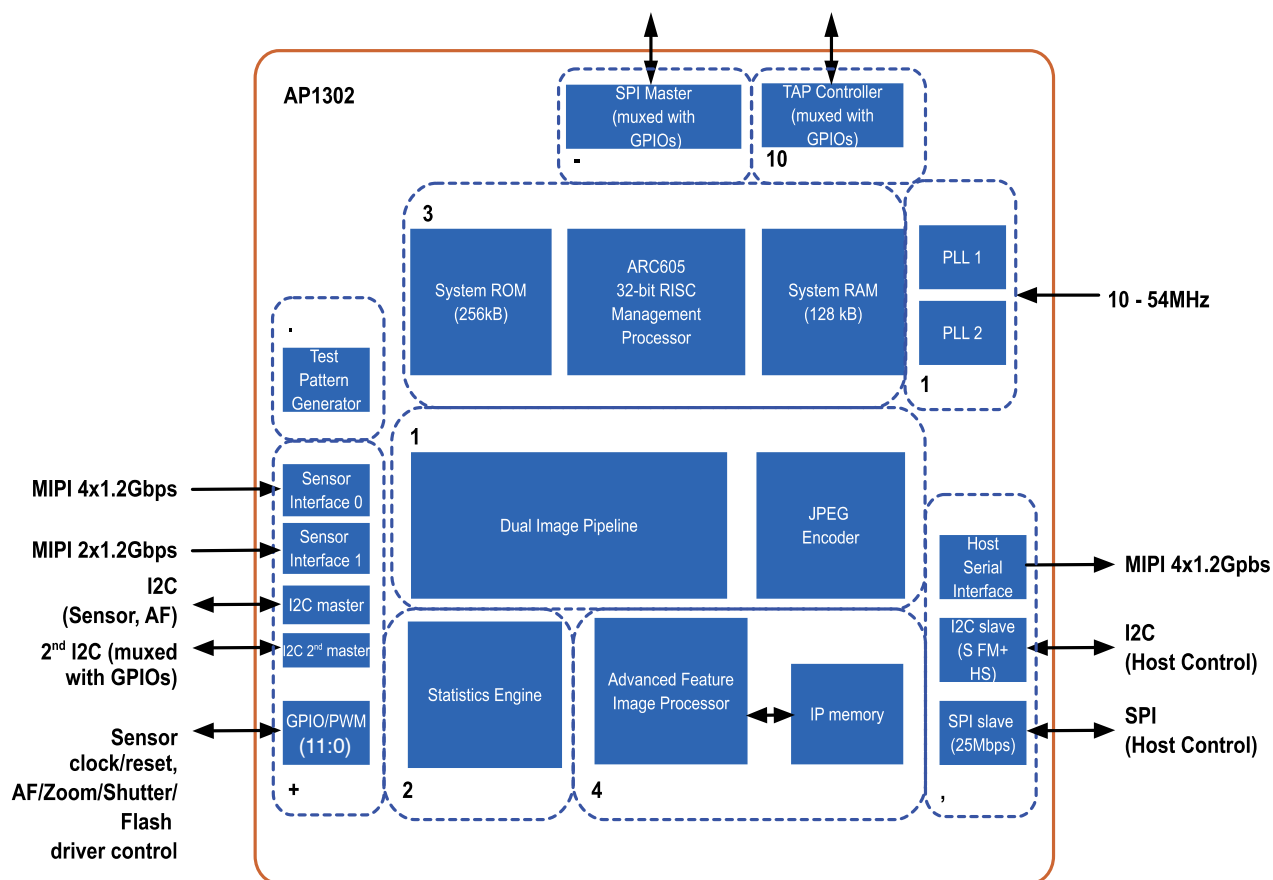 AP1302
SPI Master
(muxed with
GPIOs)
-
TAP Controller
(muxed with
GPIOs)
10
3
System ROM
(256kB)
ARC605
32-bit RISC
Management
Processor
System RAM
(128 kB)
PLL 1
PLL 2
1
10 - 54MHz
.
Test
Pattern
Generator
1
Dual Image Pipeline
JPEG
Encoder
MIPI 4x1.2Gbps
Sensor
Interface 0
MIPI 2x1.2Gbps
Sensor
Interface 1
I2C
(Sensor, AF)
I2C master
2nd I2C (muxed
with GPIOs)
I2C 2nd master
Sensor
clock/reset,
AF/Zoom/Shutter/
Flash
driver control
GPIO/PWM
(11:0)
+
Statistics Engine
2
Advanced Feature
Image Processor
IP memory
4
Host
Serial
Interface
MIPI 4x1.2Gpbs
I2C slave
(S FM+
HS)
I2C
(Host Control)
SPI slave
(25Mbps)
SPI
(Host Control)
,